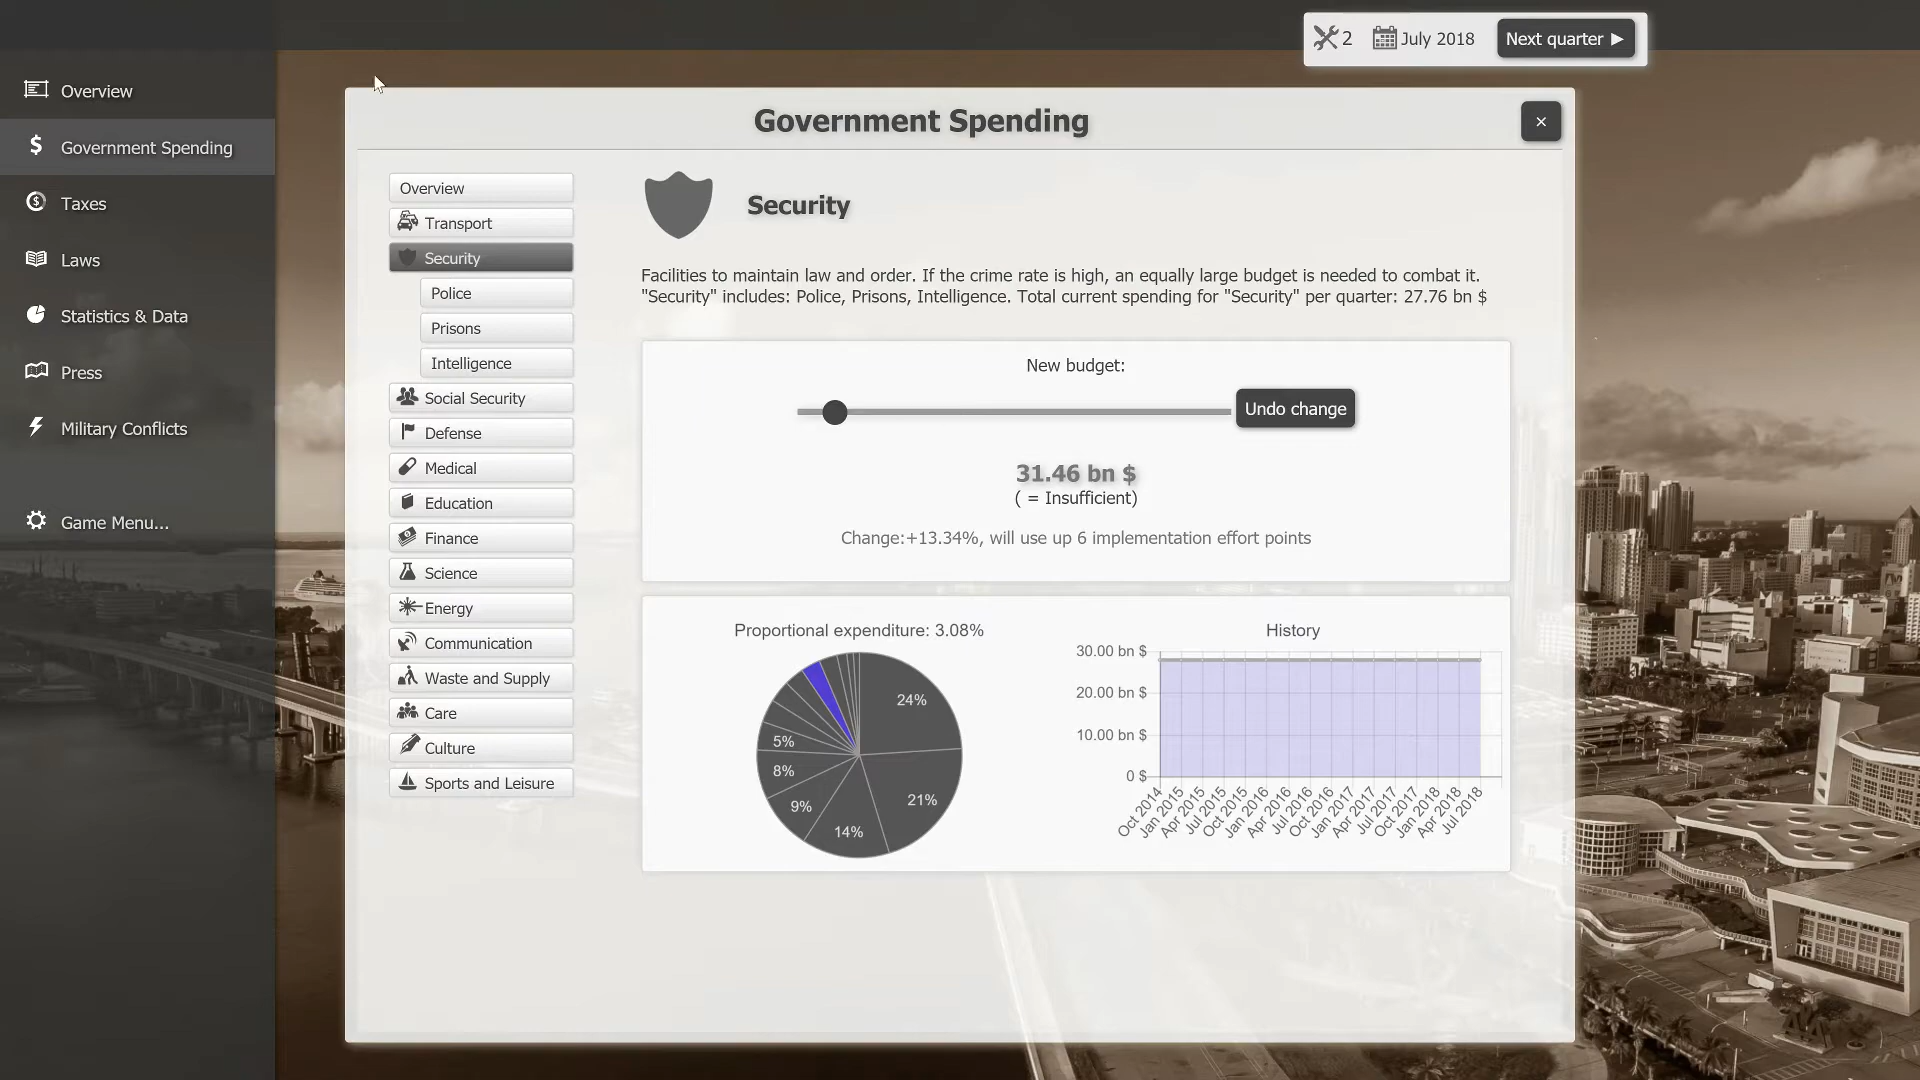 2
July 2018
Next quarter ►
Overview
Government Spending
Taxes
Laws
Statistics & Data
Press
Military Conflicts
Game Menu...
Government Spending
×
Overview
Transport
Security
Police
Prisons
Intelligence
Social Security
Defense
Medical
Education
Finance
Science
Energy
Communication
Waste and Supply
Care
Culture
Sports and Leisure
Security
Facilities to maintain law and order. If the crime rate is high, an equally large budget is needed to combat it.
"Security" includes: Police, Prisons, Intelligence. Total current spending for "Security" per quarter: 27.76 bn $
New budget:
Undo change
31.46 bn $
( = Insufficient)
Change:+13.34%, will use up 6 implementation effort points
Proportional expenditure: 3.08%
24%
21%
14%
9%
8%
5%
History
30.00 bn $
20.00 bn $
10.00 bn $
0 $
Oct 2014
Jan 2015
Apr 2015
Jul 2015
Oct 2015
Jan 2016
Apr 2016
Jul 2016
Oct 2016
Jan 2017
Apr 2017
Jul 2017
Oct 2017
Jan 2018
Apr 2018
Jul 2018